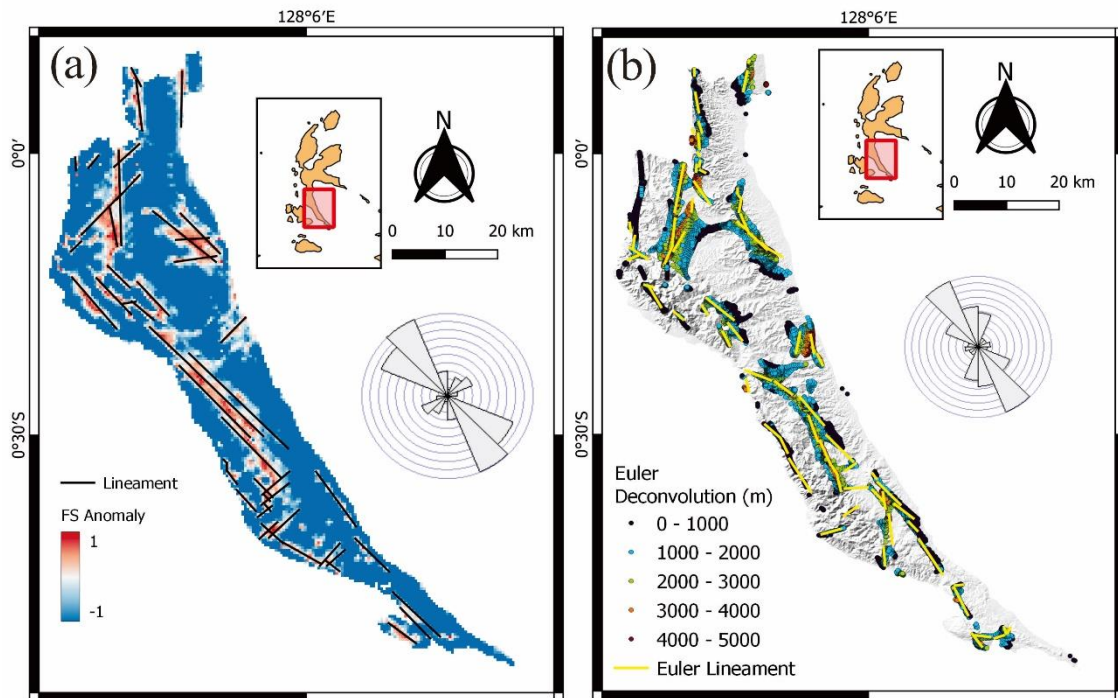 128°6′E
(a)
N
0 10 20 km
0°0′
0°30′S
Lineament
FS Anomaly
1
-1
128°6′E
(b)
N
0 10 20 km
0°0′
0°30′S
Euler
Deconvolution (m)
0 - 1000
1000 - 2000
2000 - 3000
3000 - 4000
4000 - 5000
Euler Lineament